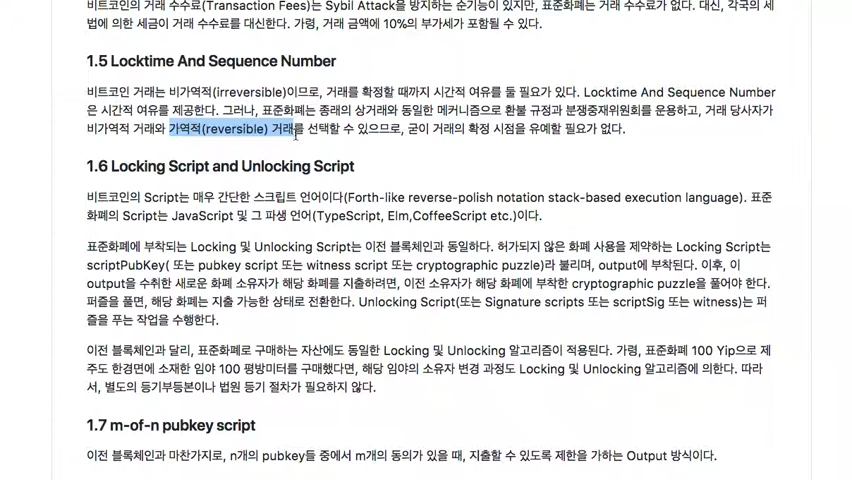 비트코인의 거래 수수료(Transaction Fees)는 Sybil Attack을 방지하는 순기능이 있지만, 표준화폐는 거래 수수료가 없다. 대신, 각국의 세
법에 의한 세금이 거래 수수료를 대신한다. 가령, 거래 금액에 10%의 부가세가 포함될 수 있다.
1.5 Locktime And Sequence Number
비트코인 거래는 비가역적(irreversible)이므로, 거래를 확정할 때까지 시간적 여유를 둘 필요가 있다. Locktime And Sequence Number
은 시간적 여유를 제공한다. 그러나, 표준화폐는 종래의 상거래와 동일한 메커니즘으로 환불 규정과 분쟁중재위원회를 운용하고, 거래 당사자가
비가역적 거래와 가역적(reversible) 거래를 선택할 수 있으므로, 굳이 거래의 확정 시점을 유예할 필요가 없다.
1.6 Locking Script and Unlocking Script
비트코인의 Script는 매우 간단한 스크립트 언어이다(Forth-like reverse-polish notation stack-based execution language). 표준
화폐의 Script는 JavaScript 및 그 파생 언어(TypeScript, Elm,CoffeeScript etc.)이다.
표준화폐에 부착되는 Locking 및 Unlocking Script는 이전 블록체인과 동일하다. 허가되지 않은 화폐 사용을 제약하는 Locking Script는
scriptPubKey( 또는 pubkey script 또는 witness script 또는 cryptographic puzzle)라 불리며, output에 부착된다. 이후, 이
output을 수취한 새로운 화폐 소유자가 해당 화폐를 지출하려면, 이전 소유자가 해당 화폐에 부착한 cryptographic puzzle을 풀어야 한다.
퍼즐을 풀면, 해당 화폐는 지출 가능한 상태로 전환한다. Unlocking Script(또는 Signature scripts 또는 scriptSig 또는 witness)는 퍼
즐을 푸는 작업을 수행한다.
이전 블록체인과 달리, 표준화폐로 구매하는 자산에도 동일한 Locking 및 Unlocking 알고리즘이 적용된다. 가령, 표준화폐 100 Yip으로 제
주도 한경면에 소재한 임야 100 평방미터를 구매했다면, 해당 임야의 소유자 변경 과정도 Locking 및 Unlocking 알고리즘에 의한다. 따라
서, 별도의 등기부등본이나 법원 등기 절차가 필요하지 않다.
1.7 m-of-n pubkey script
이전 블록체인과 마찬가지로, n개의 pubkey들 중에서 m개의 동의가 있을 때, 지출할 수 있도록 제한을 가하는 Output 방식이다.